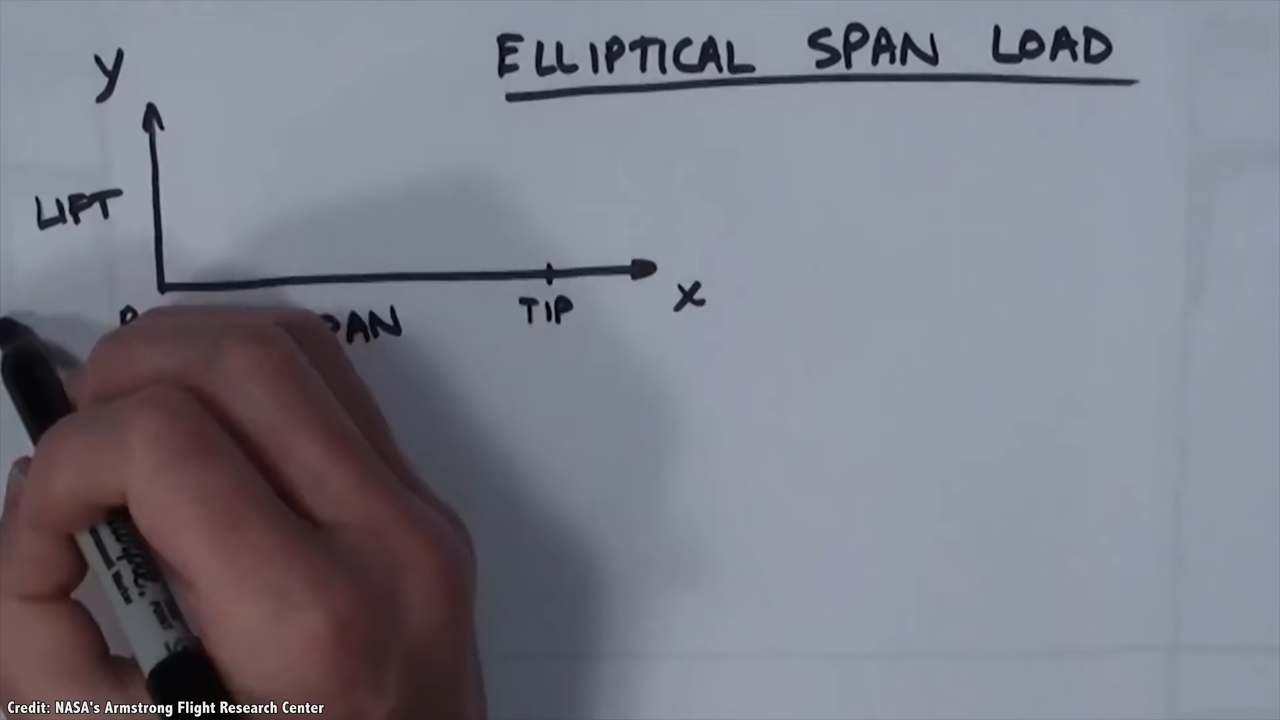 ELLIPTICAL SPAN LOAD
y
LIFT
TIP
x
Credit: NASA's Armstrong Flight Research Center